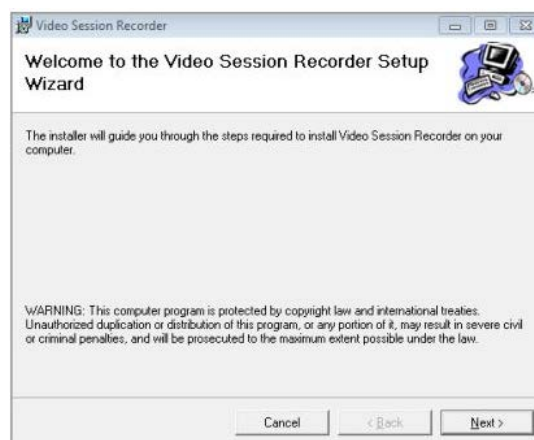 Video Session Recorder
Welcome to the Video Session Recorder Setup
Wizard
The installer will guide you through the steps required to install Video Session Recorder on your
computer.
WARNING: This computer program is protected by copyright law and international treaties.
Unauthorized duplication or distribution of this program, or any portion of it, may result in severe civil
or criminal penalties, and will be prosecuted to the maximum extent possible under the law.
Cancel < Back Next >